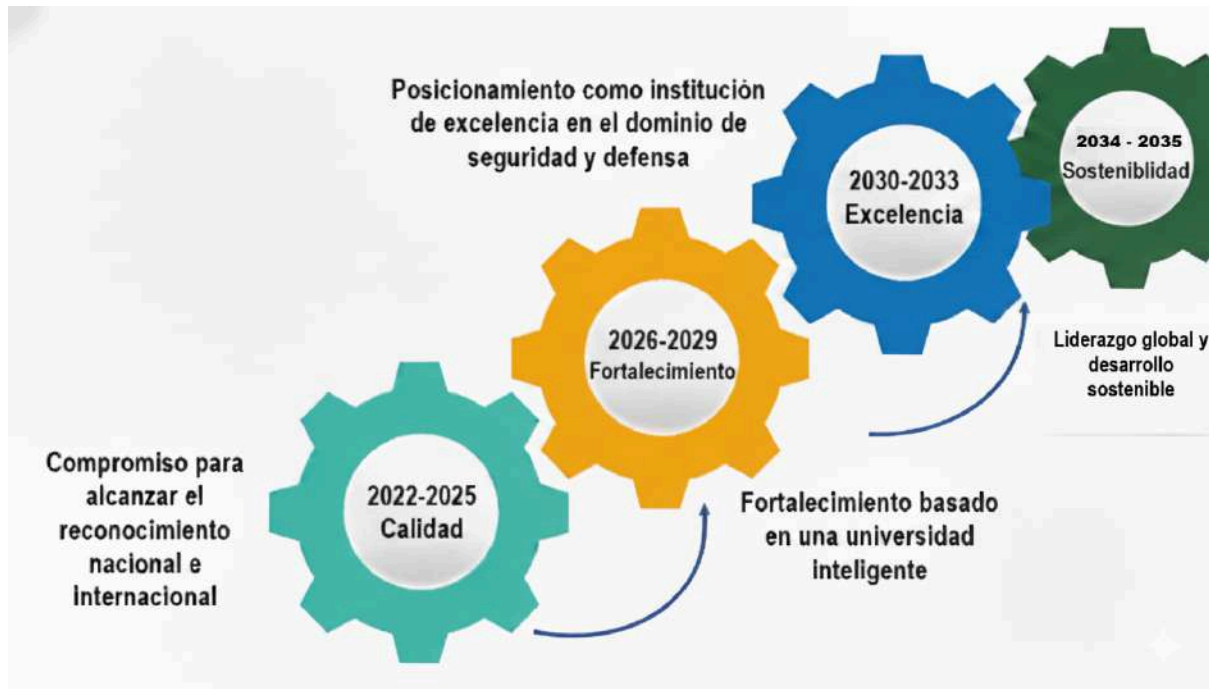 Posicionamiento como institución
de excelencia en el dominio de
seguridad y defensa
2034 - 2035
Sosteniblidad
2030-2033
Excelencia
2026-2029
Fortalecimiento
Liderazgo global y
desarrollo
sostenible
Compromiso para
alcanzar el
reconocimiento
nacional e
internacional
2022-2025
Calidad
Fortalecimiento basado
en una universidad
inteligente